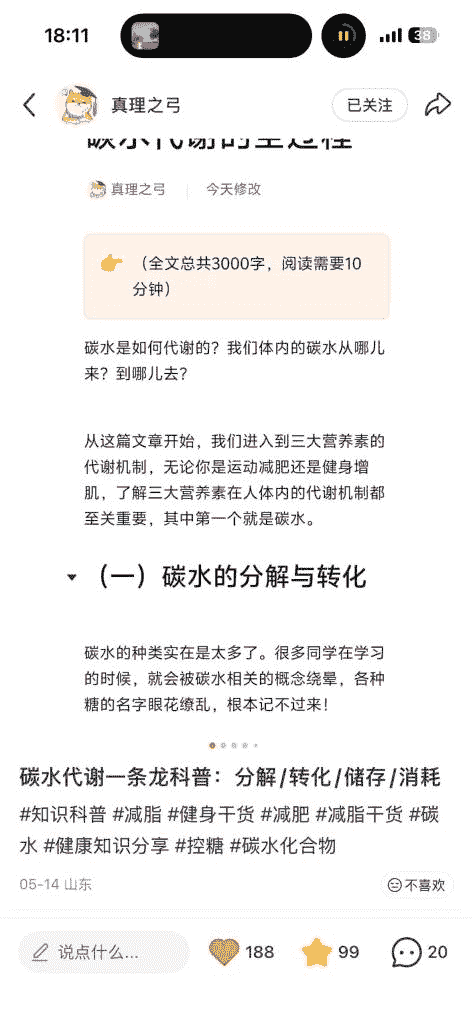 18:11
38
真理之弓
已关注
碳水代谢的全过程
真理之弓
今天修改
（全文总共3000字，阅读需要10
分钟）
碳水是如何代谢的？我们体内的碳水从哪儿
来？到哪儿去？
从这篇文章开始，我们进入到三大营养素的
代谢机制，无论你是运动减肥还是健身增
肌，了解三大营养素在人体内的代谢机制都
至关重要，其中第一个就是碳水。
（一）碳水的分解与转化
碳水的种类实在是太多了。很多同学在学习
的时候，就会被碳水相关的概念绕晕，各种
糖的名字眼花缭乱，根本记不过来！
碳水代谢一条龙科普：分解/转化/储存/消耗
#知识科普 #减脂 #健身干货 #减肥 #减脂干货 #碳
水 #健康知识分享 #控糖 #碳水化合物
05-14 山东
不喜欢
说点什么...
188
99
20